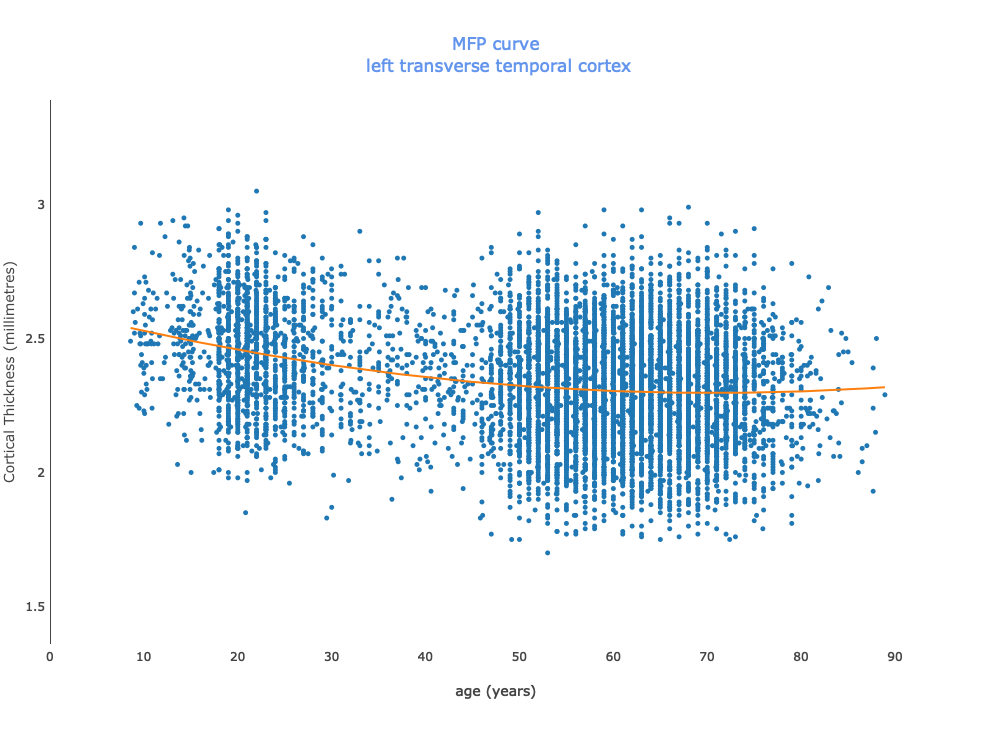 MFP curve
left transverse temporal cortex
Cortical Thickness (millimetres)
3
2.5
2
1.5
0 10 20 30 40 50 60 70 80 90
age (years)